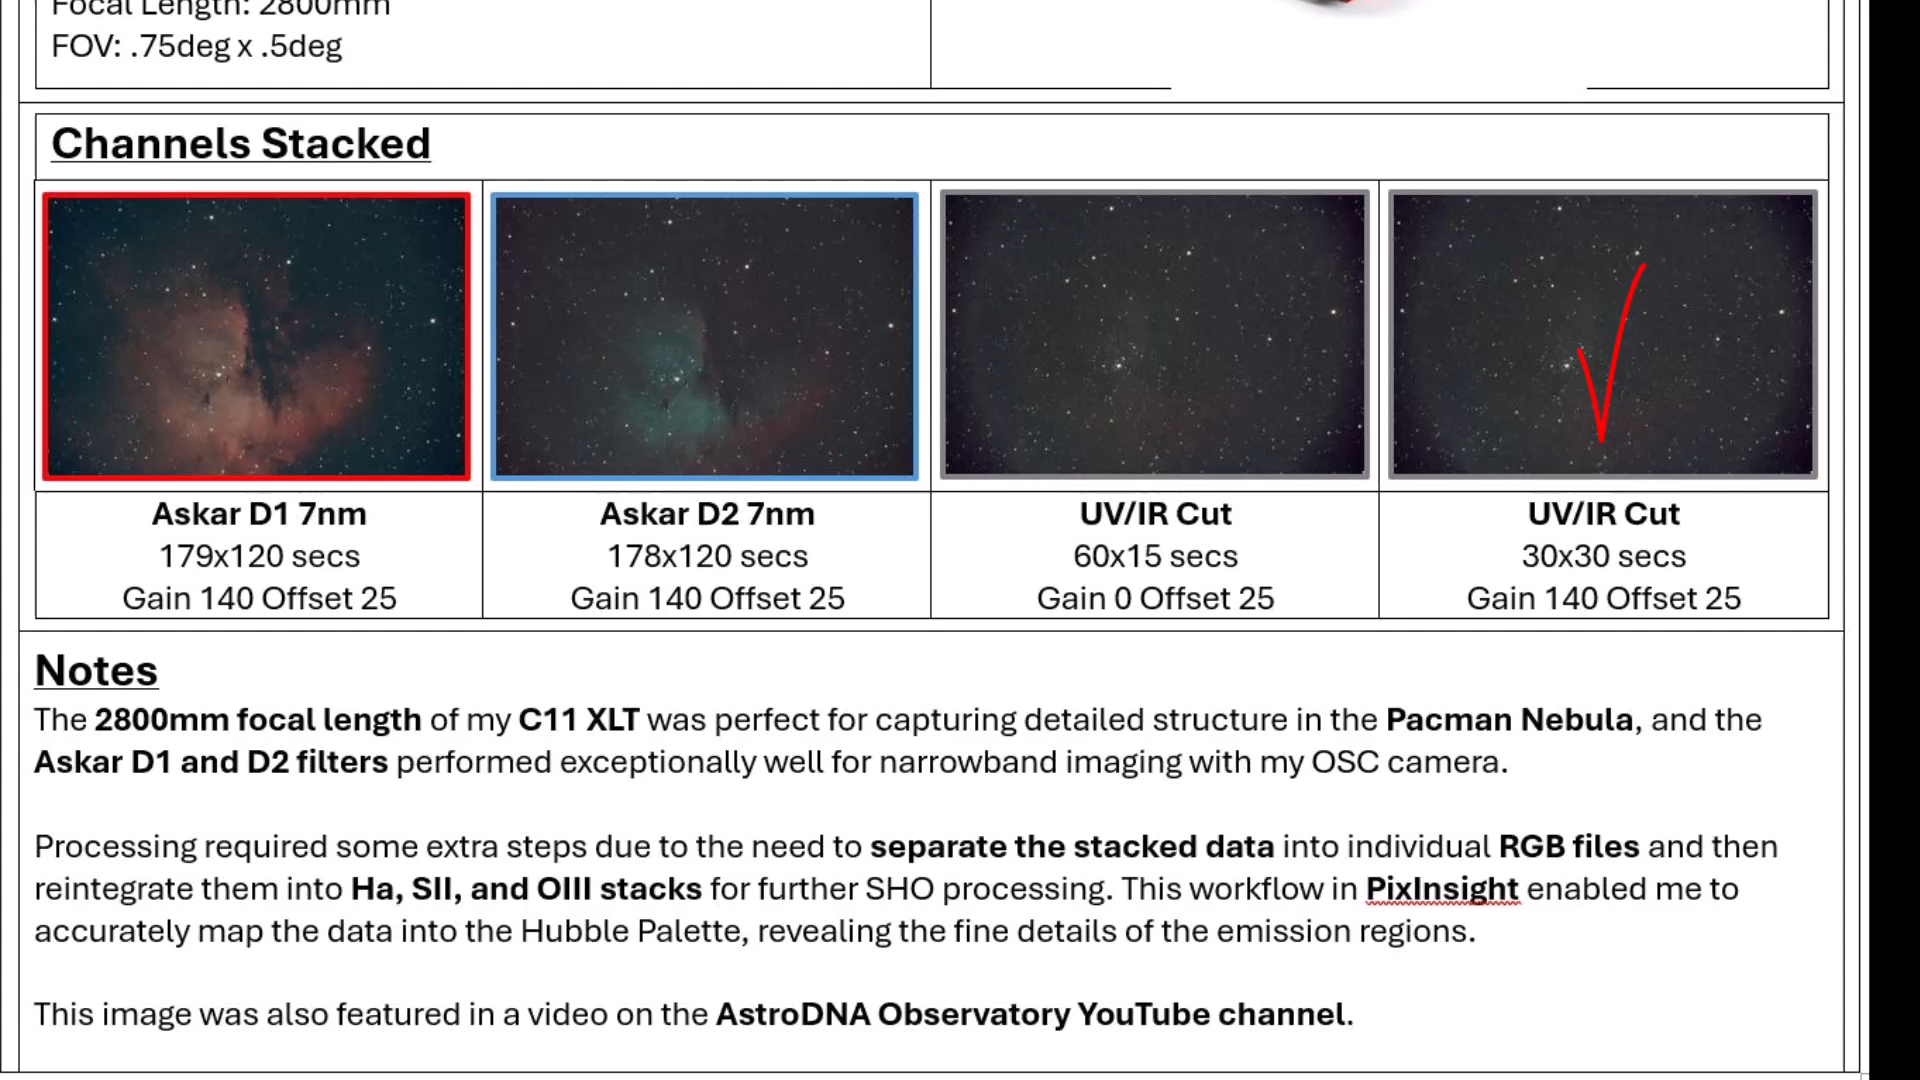 Focal Length: 2800mm
FOV: .75deg x .5deg
Channels Stacked
Askar D1 7nm
179x120 secs
Gain 140 Offset 25
Askar D2 7nm
178x120 secs
Gain 140 Offset 25
UV/IR Cut
60x15 secs
Gain 0 Offset 25
UV/IR Cut
30x30 secs
Gain 140 Offset 25
Notes
The 2800mm focal length of my C11 XLT was perfect for capturing detailed structure in the Pacman Nebula, and the
Askar D1 and D2 filters performed exceptionally well for narrowband imaging with my OSC camera.
Processing required some extra steps due to the need to separate the stacked data into individual RGB files and then
reintegrate them into Ha, SII, and OIII stacks for further SHO processing. This workflow in PixInsight enabled me to
accurately map the data into the Hubble Palette, revealing the fine details of the emission regions.
This image was also featured in a video on the AstroDNA Observatory YouTube channel.